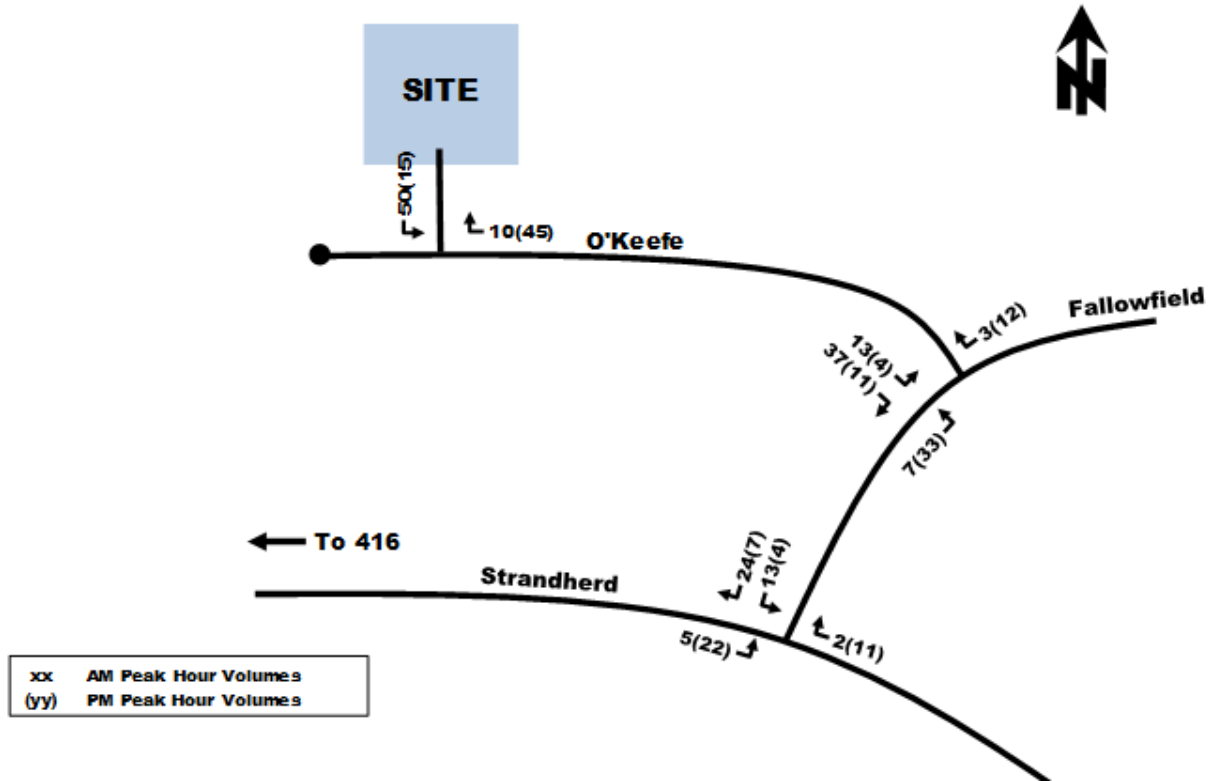 N
SITE
50(15)
10(45)
O'Keefe
Fallowfield
3(12)
13(4)
37(11)
7(33)
To 416
24(7)
13(4)
Strandherd
5(22)
2(11)
xx AM Peak Hour Volumes
(yy) PM Peak Hour Volumes